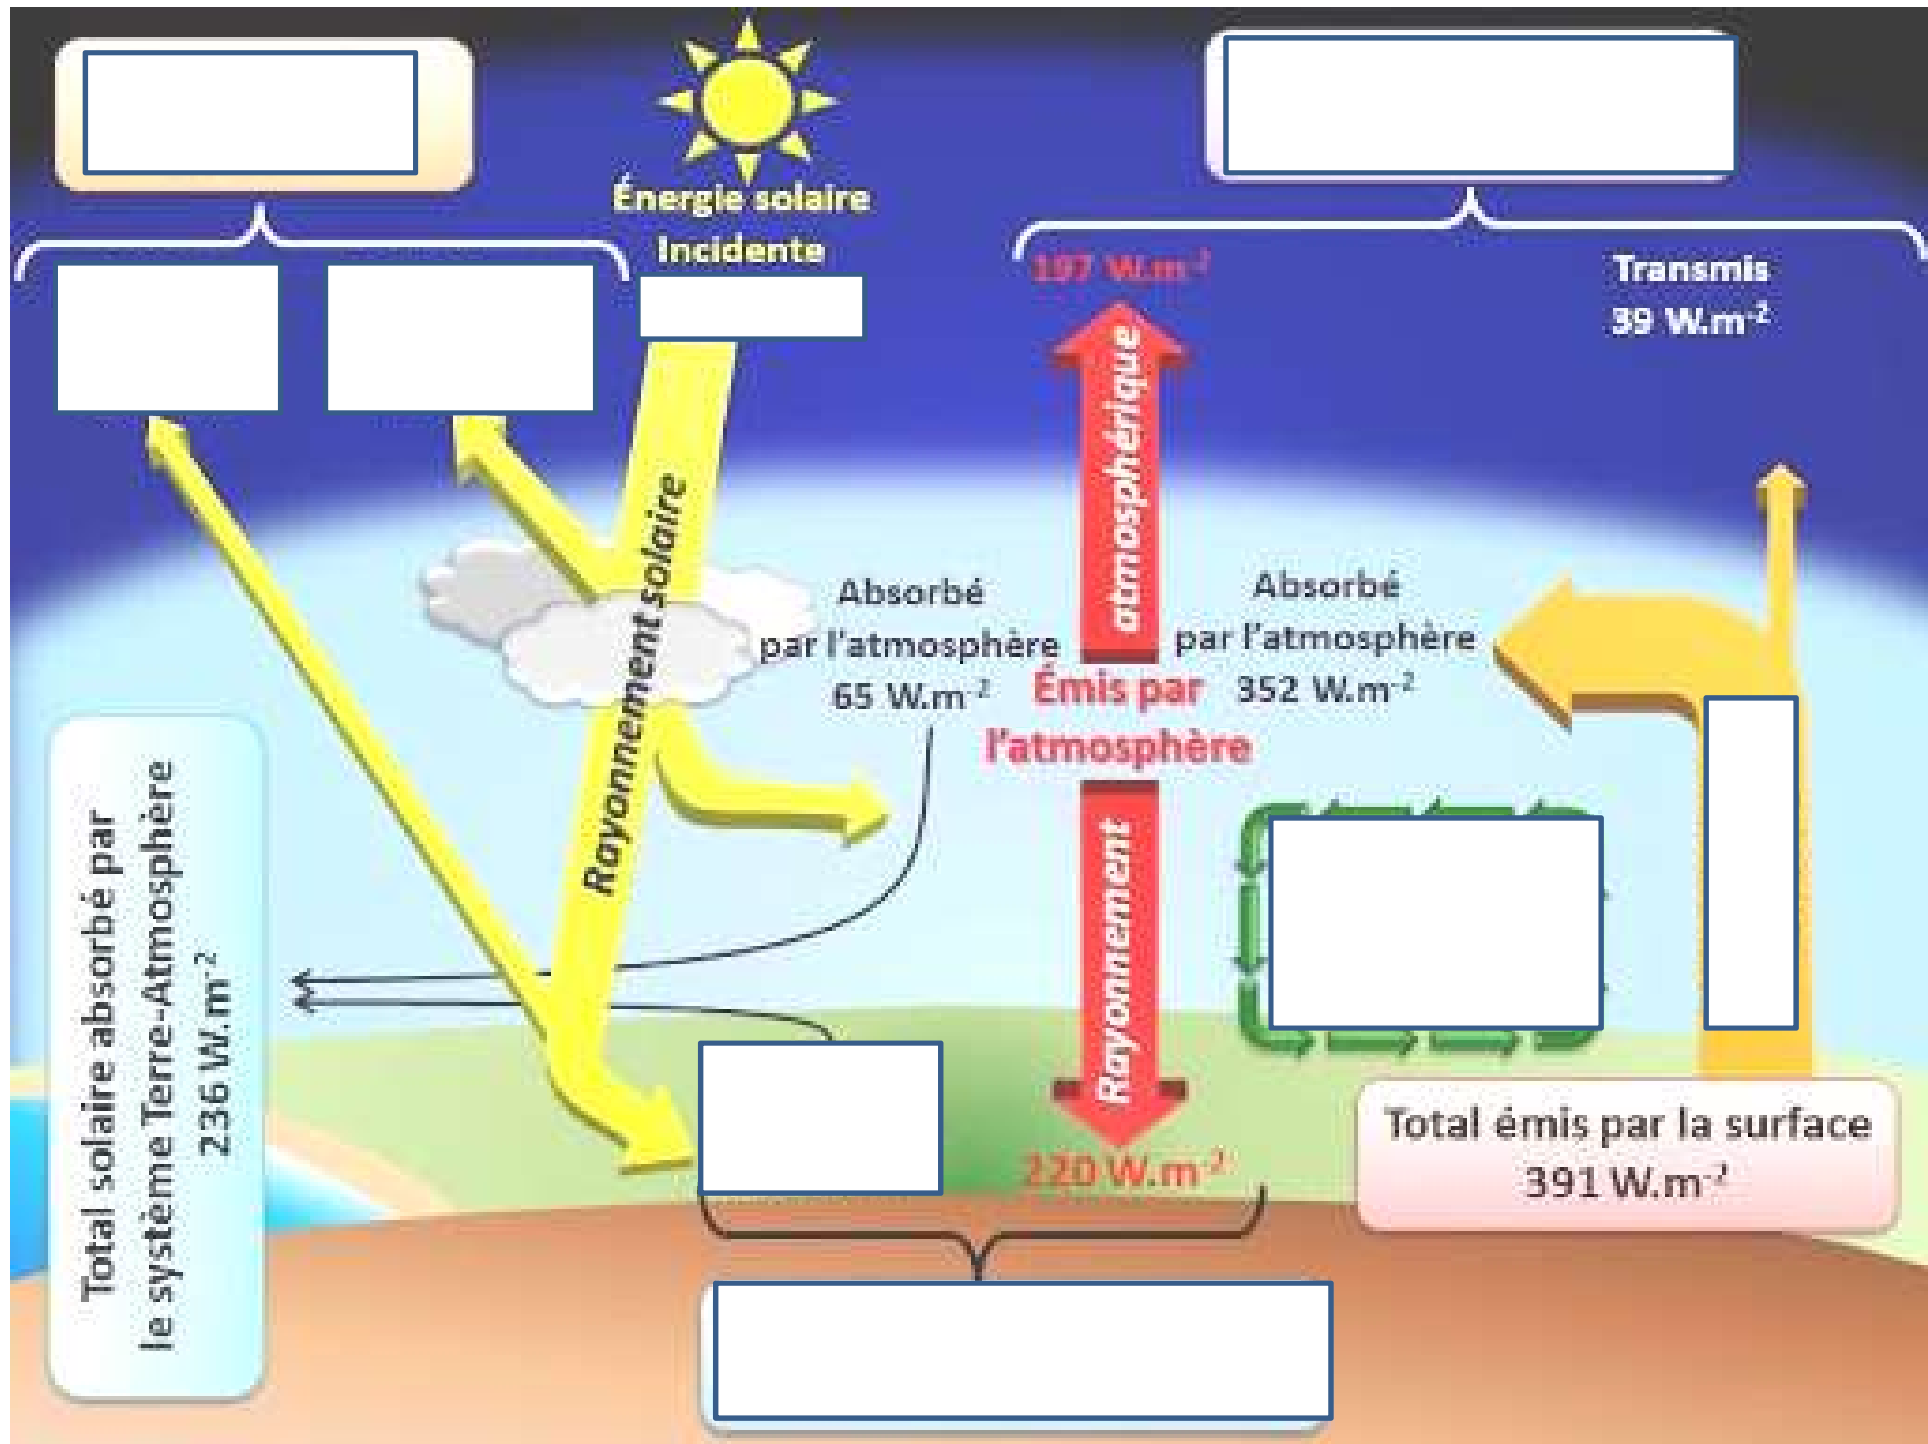 Énergie solaire
Incidente
197 W.m⁻²
Transmis
39 W.m⁻²
Rayonnement solaire
atmosphérique
Absorbé
par l'atmosphère
65 W.m⁻²
Émis par
l'atmosphère
Absorbé
par l'atmosphère
352 W.m⁻²
Rayonnement
220 W.m⁻²
Total solaire absorbé par
le système Terre-Atmosphère
236 W.m⁻²
Total émis par la surface
391 W.m⁻²